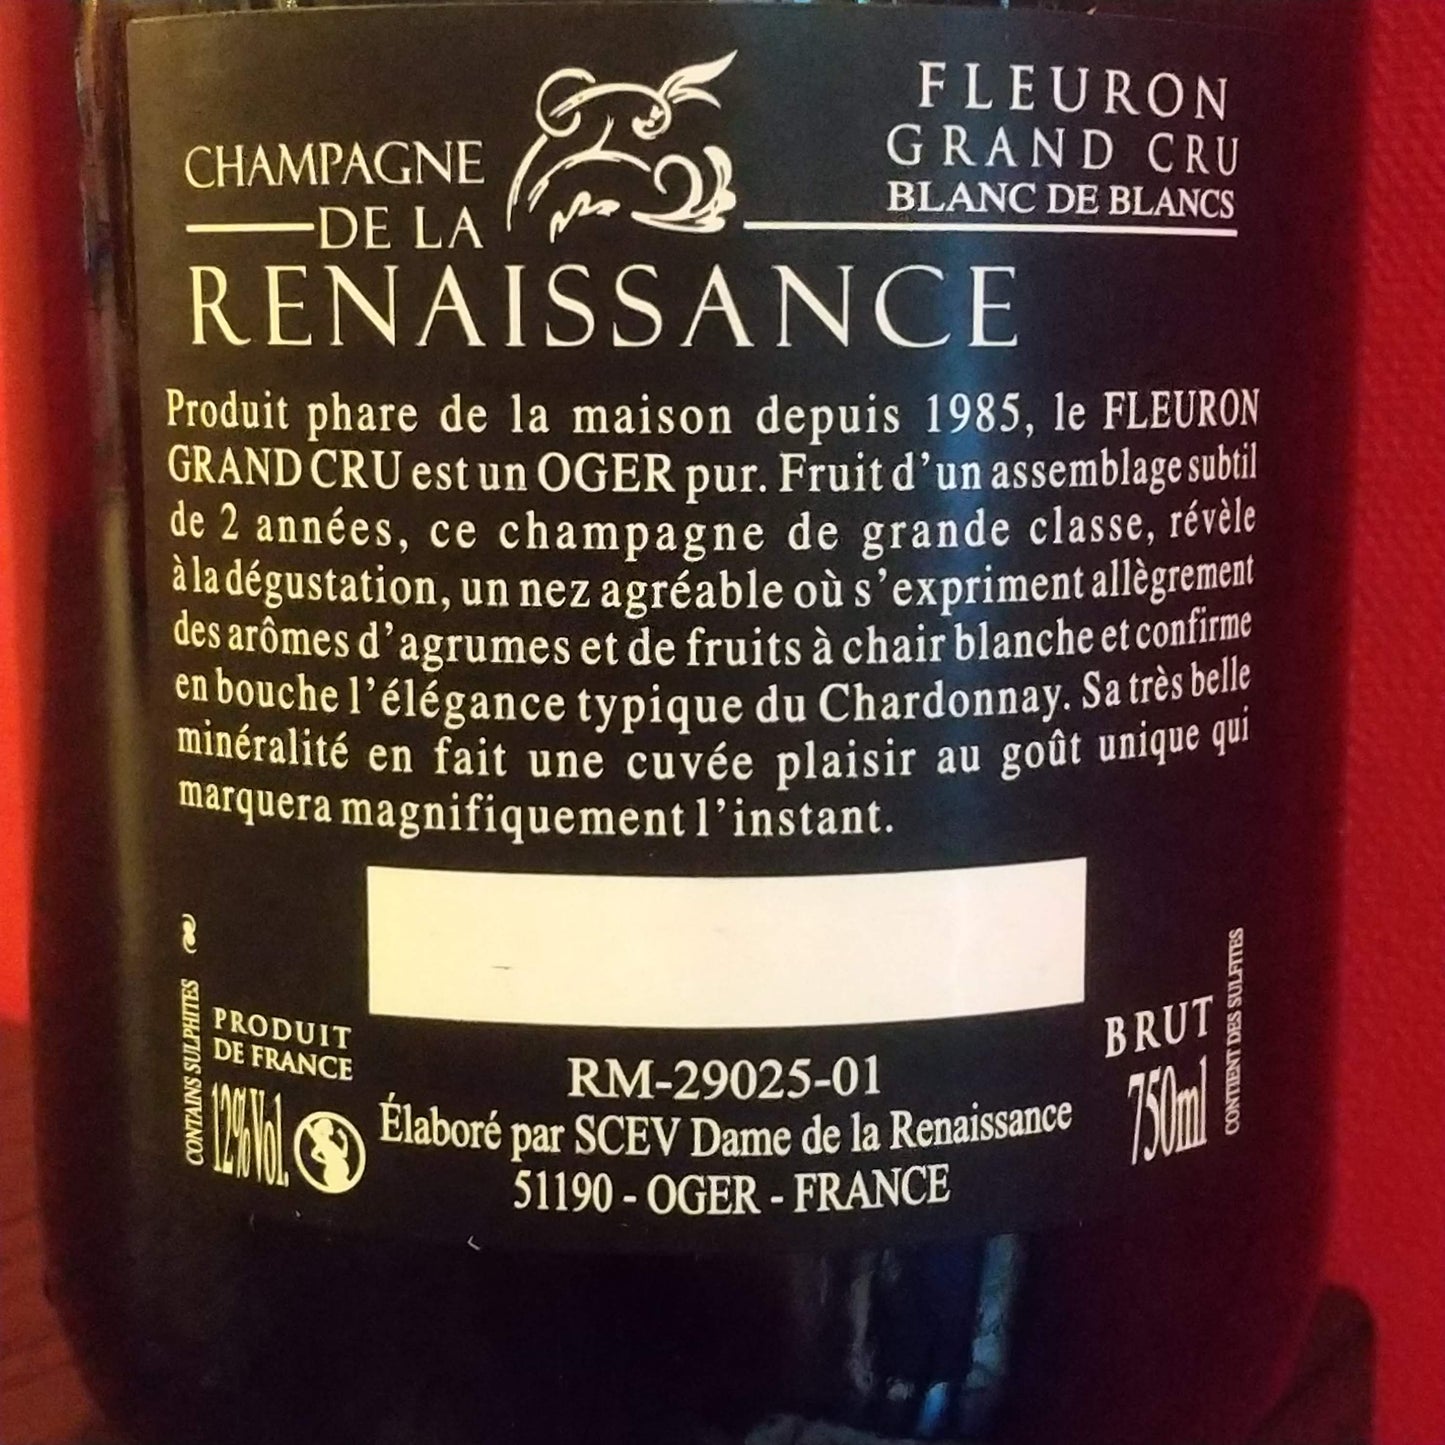 CHAMPAGNE
DE LA
RENAISSANCE
FLEURON
GRAND CRU
BLANC DE BLANCS
Produit phare de la maison depuis 1985, le FLEURON
GRAND CRU est un OGER pur. Fruit d'un assemblage subtil
de 2 années, ce champagne de grande classe, révèle
à la dégustation, un nez agréable où s'expriment allègrement
des arômes d'agrumes et de fruits à chair blanche et confirme
en bouche l'élégance typique du Chardonnay. Sa très belle
minéralité en fait une cuvée plaisir au goût unique qui
marquera magnifiquement l'instant.
CONTAINS SULPHITES
PRODUIT
DE FRANCE
12%Vol.
RM-29025-01
Élaboré par SCEV Dame de la Renaissance
51190 - OGER - FRANCE
BRUT
750ml
CONTIENT DES SULFITES